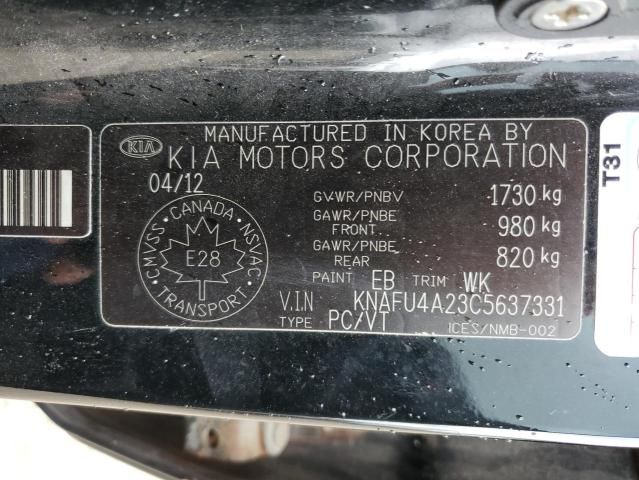 MANUFACTURED IN KOREA BY
KIA KIA MOTORS CORPORATION
04/12
GVWR/PNBV 1730 kg
GAWR/PNBE FRONT 980 kg
GAWR/PNBE REAR 820 kg
CANADA
CMVSS NSVAC
E28
TRANSPORT
PAINT EB TRIM WK
V.I.N KNAFU4A23C5637331
TYPE PC/VT
ICES/NMB-002
T31